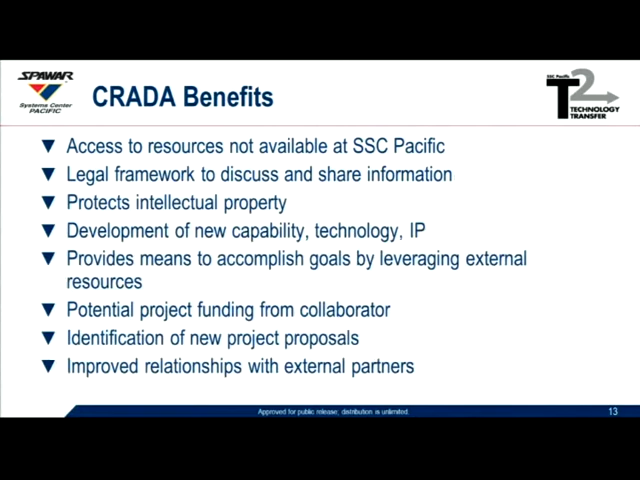 SPAWAR
Systems Center
PACIFIC
CRADA Benefits
SSC Pacific
T2
TECHNOLOGY
TRANSFER
▼ Access to resources not available at SSC Pacific
▼ Legal framework to discuss and share information
▼ Protects intellectual property
▼ Development of new capability, technology, IP
▼ Provides means to accomplish goals by leveraging external
resources
▼ Potential project funding from collaborator
▼ Identification of new project proposals
▼ Improved relationships with external partners
Approved for public release; distribution is unlimited.
13